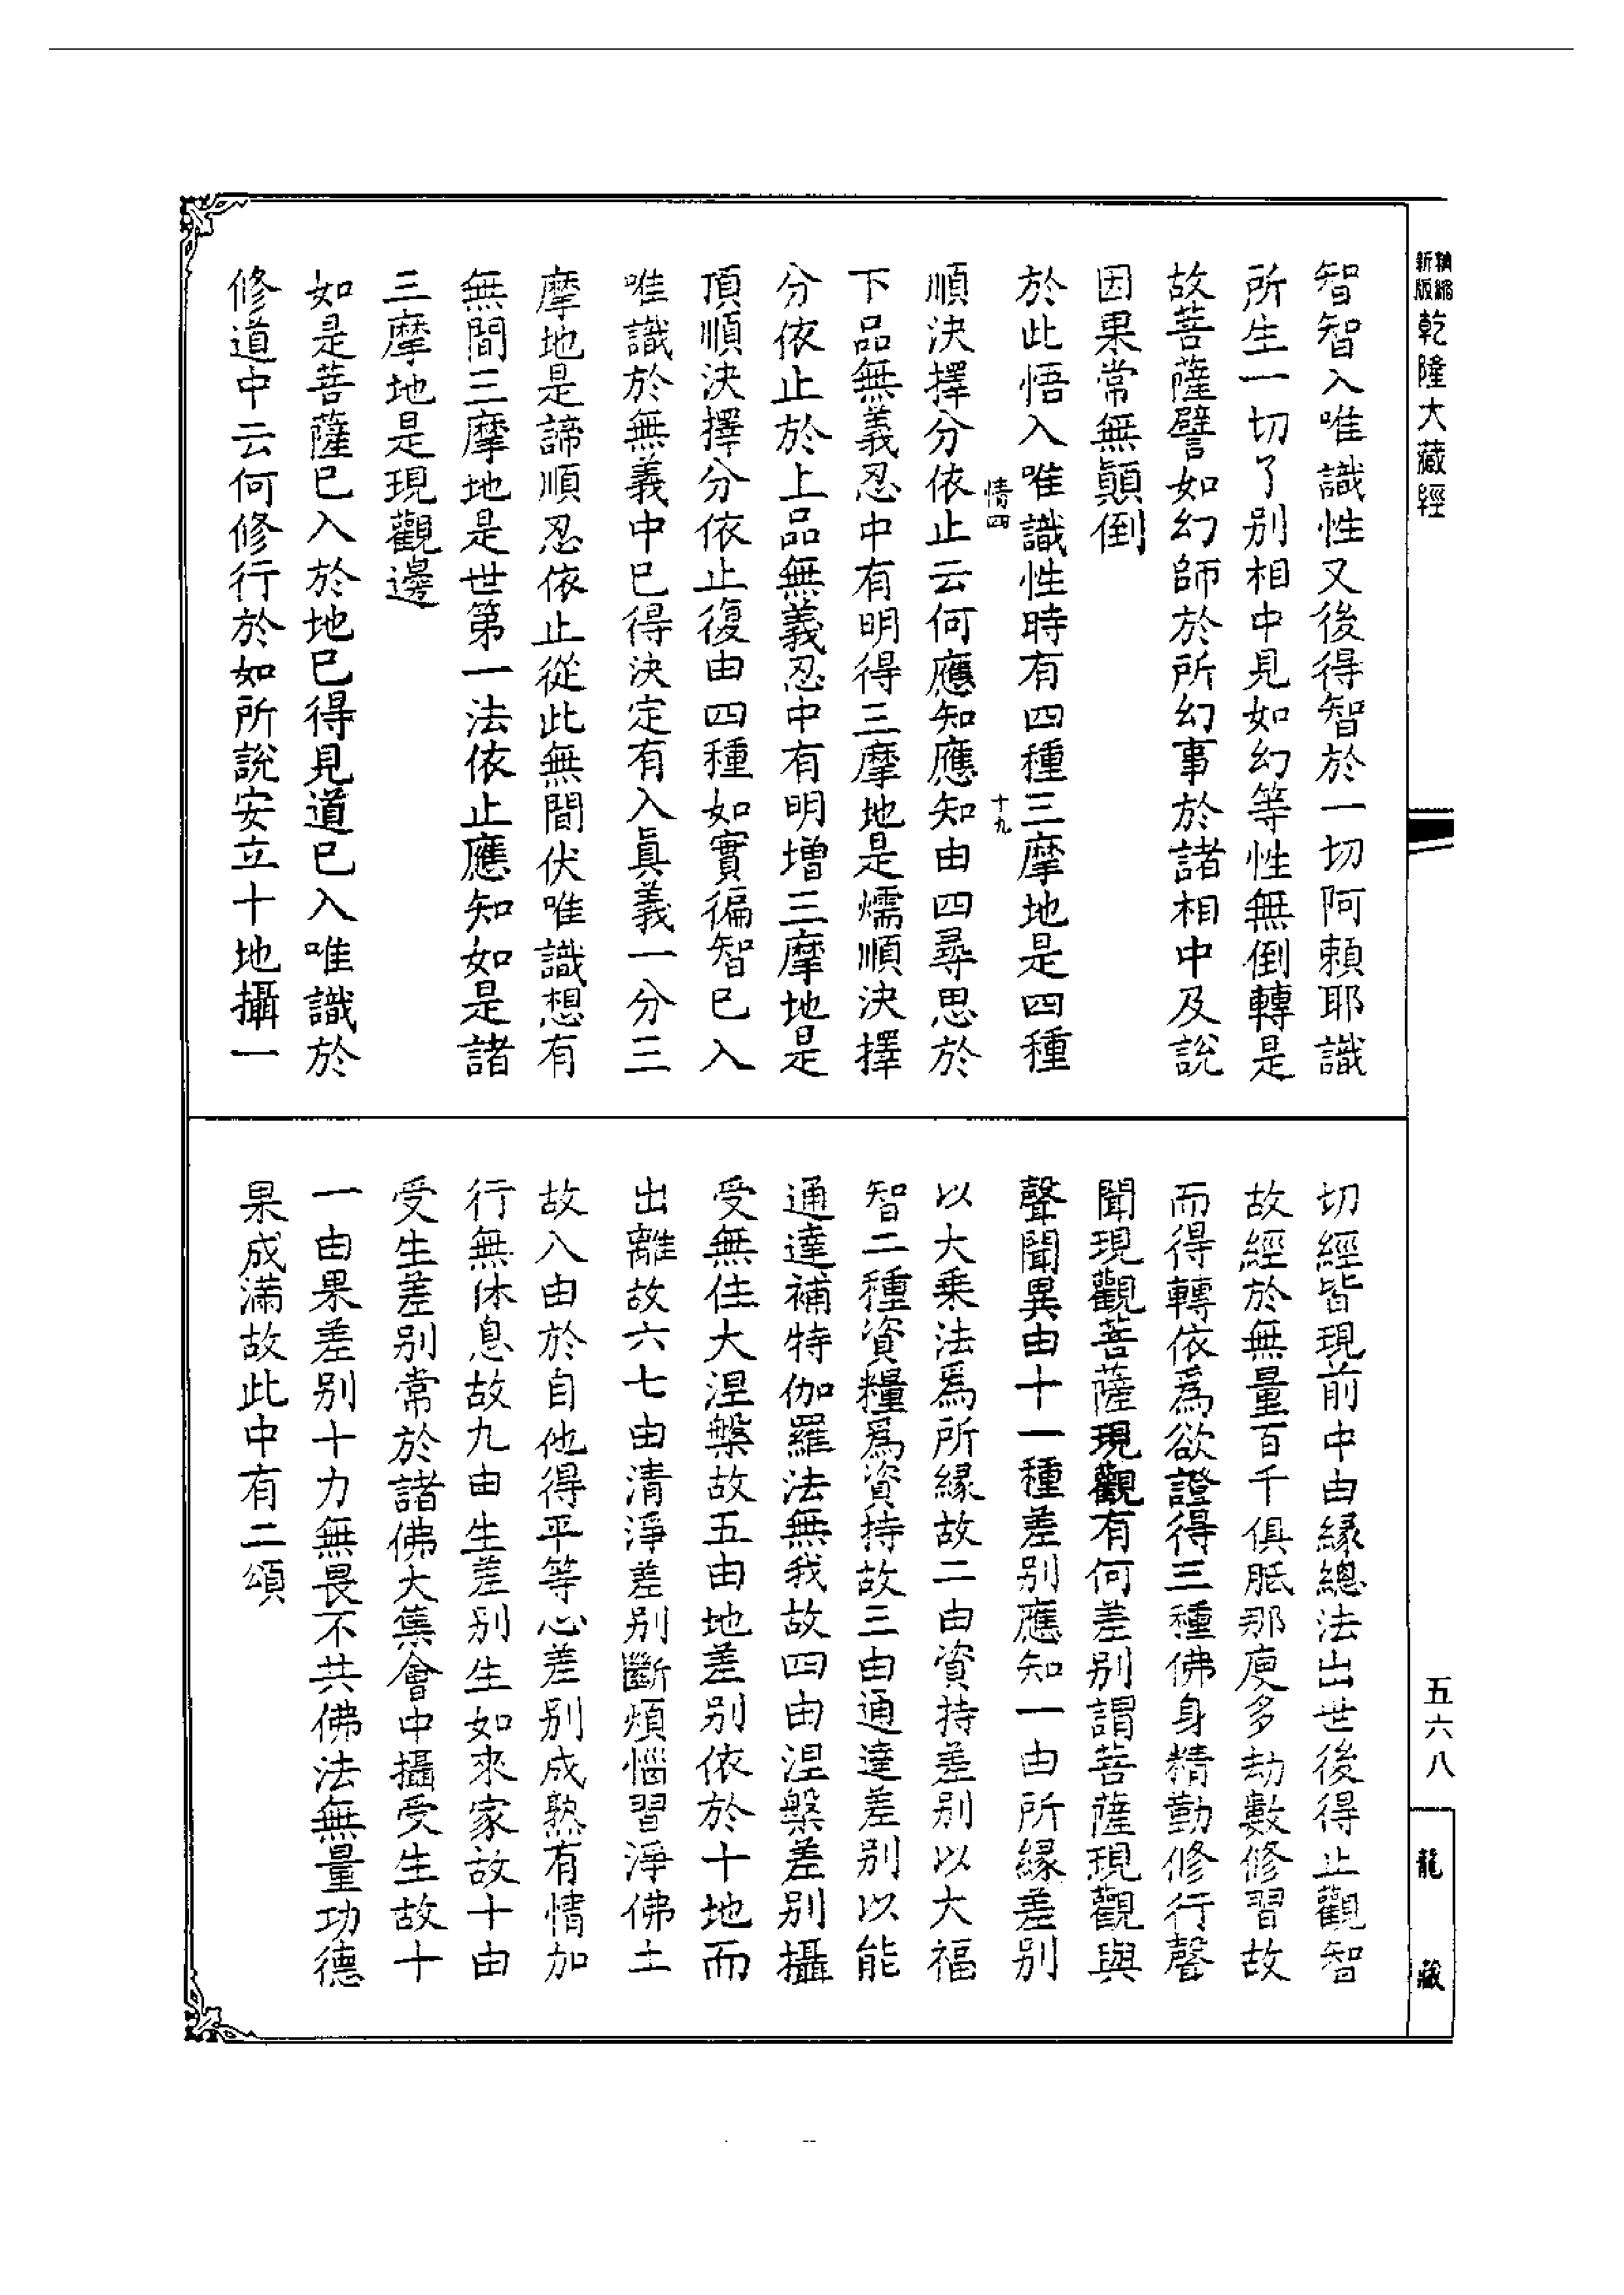 精縮新版乾隆大藏經
智智入唯識性又後得智於一切阿賴耶識
所生一切了別相中見如幻等性無倒轉是
故菩薩譬如幻師於所幻事於諸相中及說
因果常無顛倒
於此悟入唯識性時有四種三摩地是四種
情四
十九
順決擇分依止云何應知應知由四尋思於
下品無義忍中有明得三摩地是燸順決擇
分依止於上品無義忍中有明增三摩地是
頂順決擇分依止復由四種如實徧智已入
唯識於無義中已得決定有入真義一分三
摩地是諦順忍依止從此無間伏唯識想有
無間三摩地是世第一法依止應知如是諸
三摩地是現觀邊
如是菩薩已入於地已得見道已入唯識於
修道中云何修行於如所說安立十地攝一
切經皆現前中由緣總法出世後得止觀智
故經於無量百千俱胝那庾多劫數修習故
而得轉依爲欲證得三種佛身精勤修行聲
聞現觀菩薩現觀有何差別謂菩薩現觀與
聲聞異由十一種差別應知一由所緣差別
以大乘法爲所緣故二由資持差別以大福
智二種資糧爲資持故三由通達差別以能
通達補特伽羅法無我故四由涅槃差別攝
受無住大涅槃故五由地差別依於十地而
出離故六七由清淨差別斷煩惱習淨佛土
故八由於自他得平等心差別成熟有情加
行無休息故九由生差別生如來家故十由
受生差別常於諸佛大集會中攝受生故十
一由果差別十力無畏不共佛法無量功德
果成滿故此中有二頌
五六八
龍藏